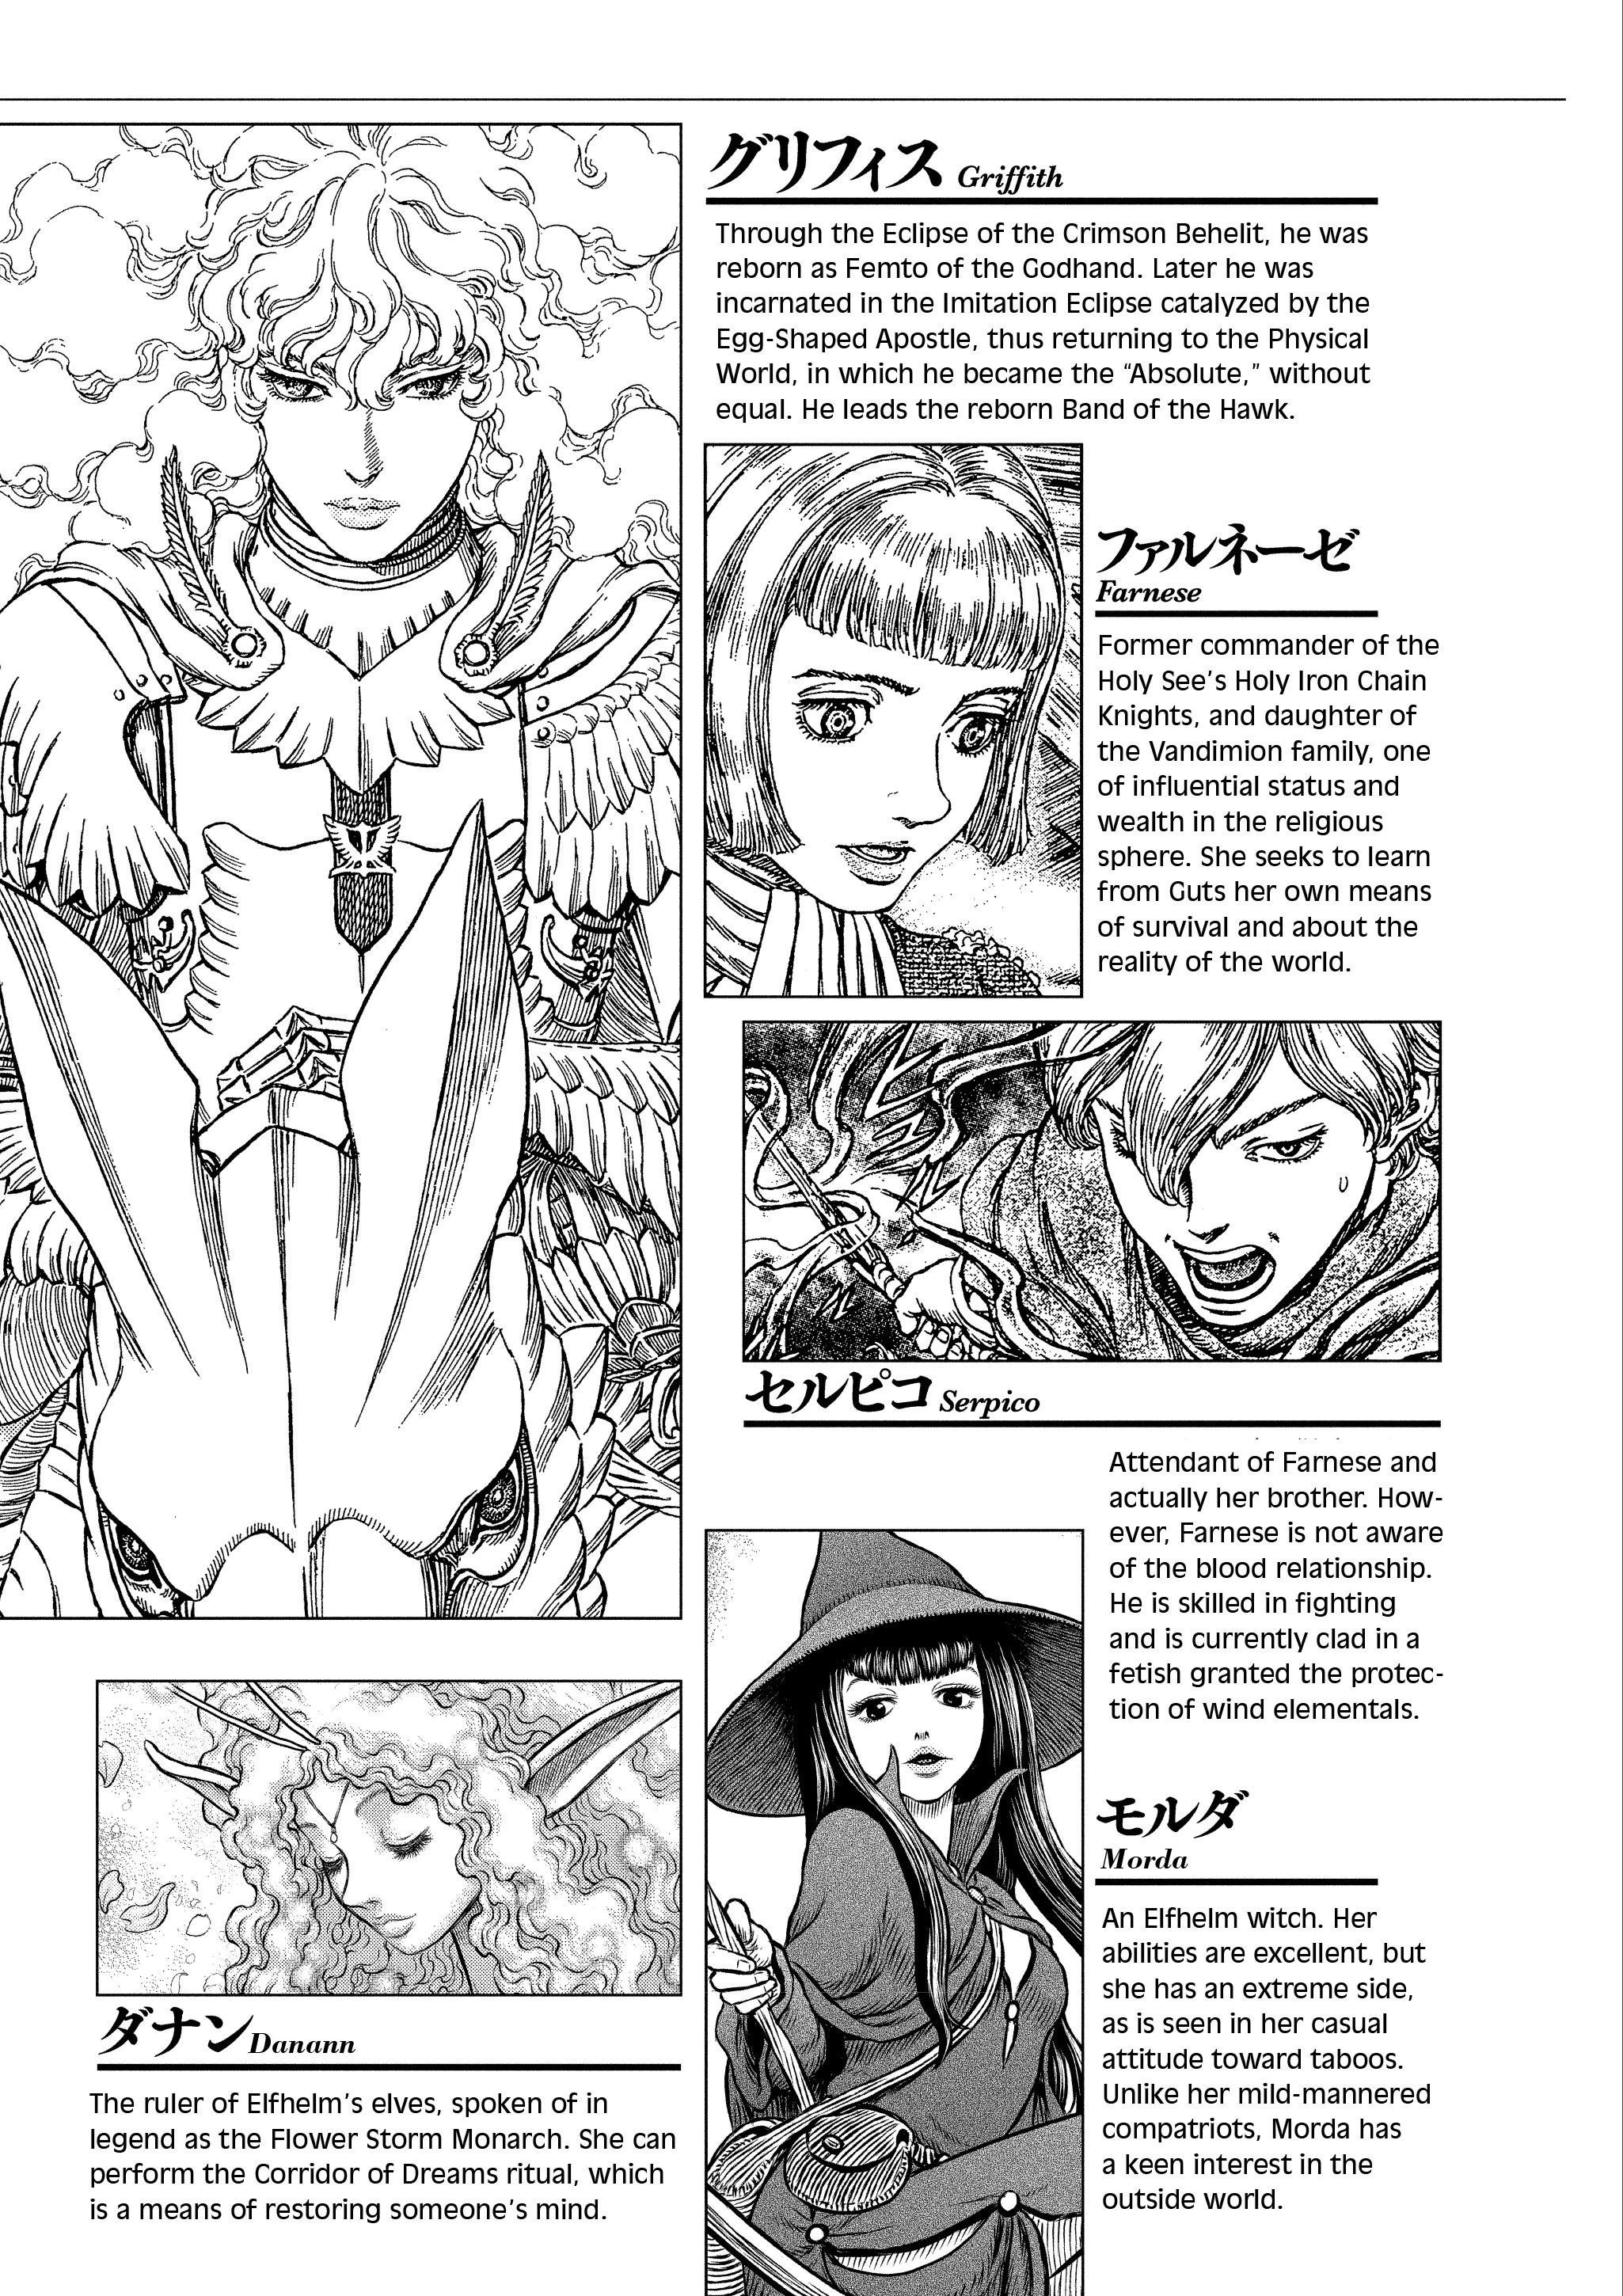 グリフィス Griffith
Through the Eclipse of the Crimson Behelit, he was
reborn as Femto of the Godhand. Later he was
incarnated in the Imitation Eclipse catalyzed by the
Egg-Shaped Apostle, thus returning to the Physical
World, in which he became the “Absolute,” without
equal. He leads the reborn Band of the Hawk.
ファルネーゼ
Farnese
Former commander of the
Holy See’s Holy Iron Chain
Knights, and daughter of
the Vandimion family, one
of influential status and
wealth in the religious
sphere. She seeks to learn
from Guts her own means
of survival and about the
reality of the world.
セルピコ Serpico
Attendant of Farnese and
actually her brother. How-
ever, Farnese is not aware
of the blood relationship.
He is skilled in fighting
and is currently clad in a
fetish granted the protec-
tion of wind elementals.
モルダ
Morda
An Elfhelm witch. Her
abilities are excellent, but
she has an extreme side,
as is seen in her casual
attitude toward taboos.
Unlike her mild-mannered
compatriots, Morda has
a keen interest in the
outside world.
ダナン Danann
The ruler of Elfhelm’s elves, spoken of in
legend as the Flower Storm Monarch. She can
perform the Corridor of Dreams ritual, which
is a means of restoring someone’s mind.